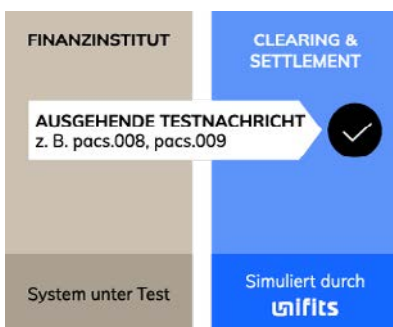 FINANZINSTITUT
CLEARING &
SETTLEMENT
AUSGEHENDE TESTNACHRICHT
z. B. pacs.008, pacs.009
System unter Test
Simuliert durch
unifits